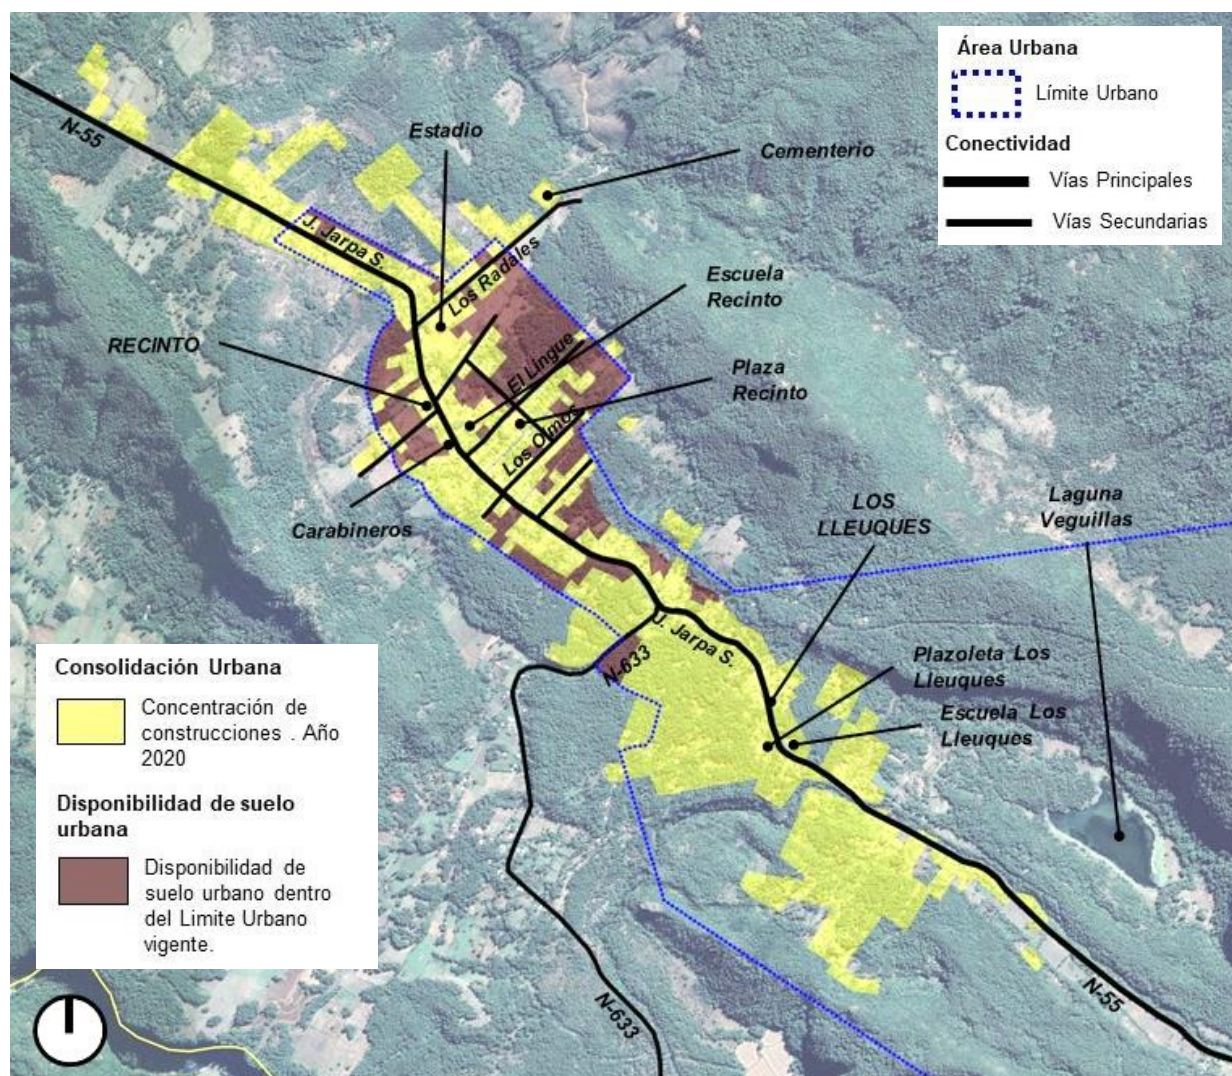 Área Urbana
Límite Urbano
Conectividad
Vías Principales
Vías Secundarias
N-55
Estadio
Cementerio
J. Jarpa S.
Los Radales
Escuela
Recinto
RECINTO
El Lingue
Plaza
Recinto
Los Olmos
Carabineros
LOS
LLEUQUES
Laguna
Veguillas
J. Jarpa S.
N-633
Plazoleta Los
Lleuques
Escuela Los
Lleuques
Consolidación Urbana
Concentración de
construcciones . Año
2020
Disponibilidad de suelo
urbana
Disponibilidad de
suelo urbano dentro
del Limite Urbano
vigente.
N-633
N-55